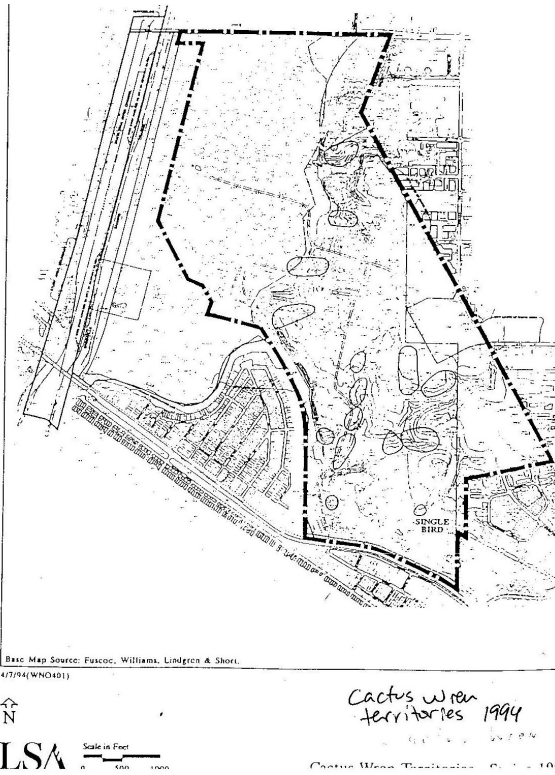 SINGLE
BIRD
Base Map Source: Fuscoe, Williams, Lindgren & Short.
4/7/94(WNO401)
N
Cactus Wren
territories 1994
LSA
Scale in Feet
0 500 1000
Cactus Wren Territories